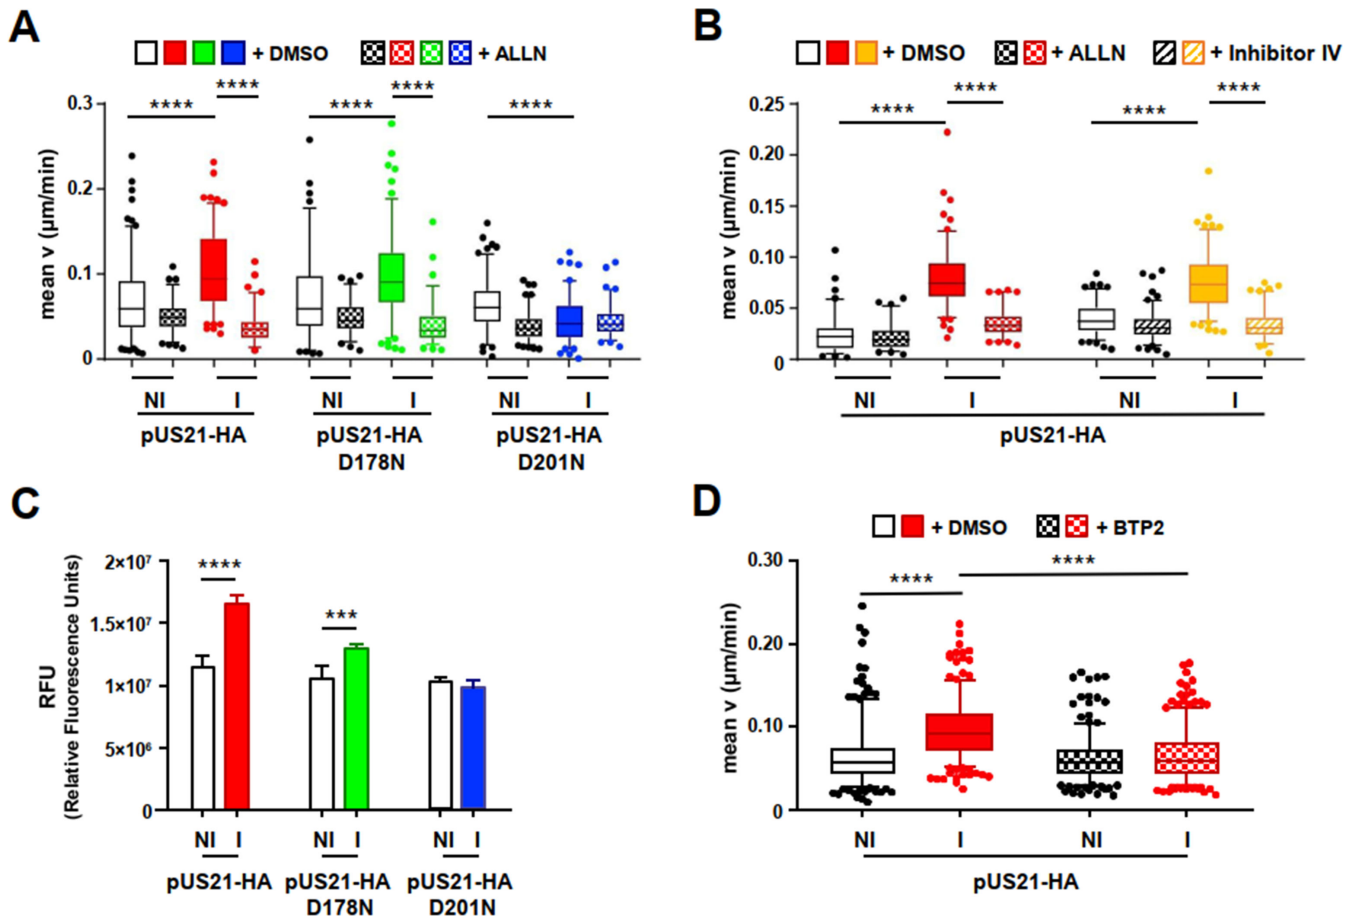 A
+ DMSO + ALLN
**** **** **** **** ****
mean v (µm/min)
0.3
0.2
0.1
0
NI I NI I NI I
pUS21-HA pUS21-HA pUS21-HA
D178N D201N
B
+ DMSO + ALLN + Inhibitor IV
**** **** **** ****
mean v (µm/min)
0.25
0.20
0.15
0.10
0.05
0
NI I NI I
pUS21-HA
C
RFU
(Relative Fluorescence Units)
2×10⁷
1.5×10⁷
1×10⁷
5×10⁶
0
**** ***
NI I NI I NI I
pUS21-HA pUS21-HA pUS21-HA
D178N D201N
D
+ DMSO + BTP2
**** ****
mean v (µm/min)
0.30
0.20
0.10
0
NI I NI I
pUS21-HA